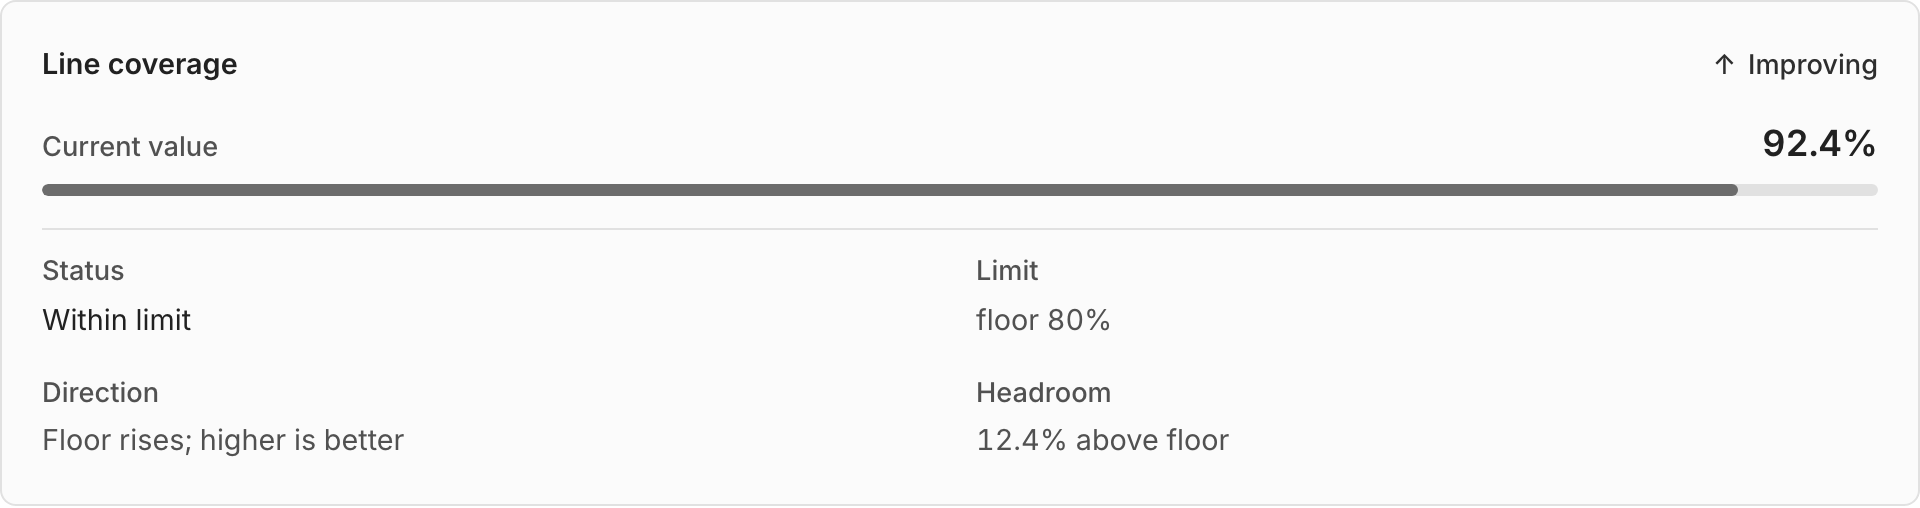 Line coverage
↑ Improving
Current value
92.4%
Status
Limit
Within limit
floor 80%
Direction
Headroom
Floor rises; higher is better
12.4% above floor